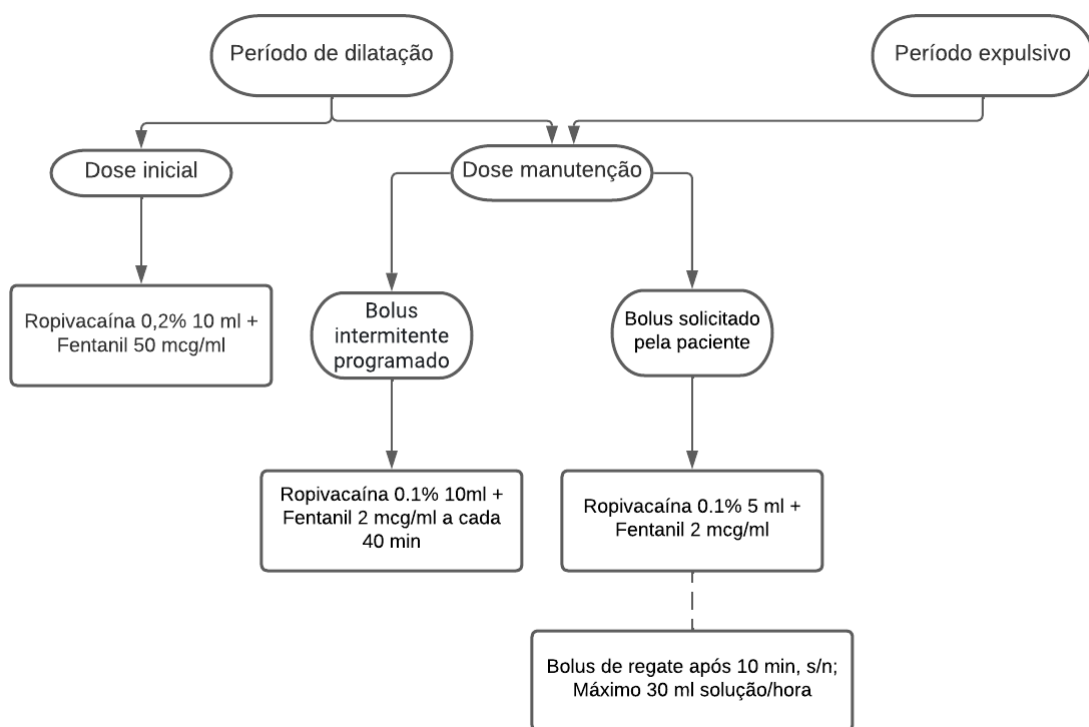 Período de dilatação
Período expulsivo
Dose inicial
Dose manutenção
Ropivacaína 0,2% 10 ml +
Fentanil 50 mcg/ml
Bolus
intermitente
programado
Bolus solicitado
pela paciente
Ropivacaína 0.1% 10ml +
Fentanil 2 mcg/ml a cada
40 min
Ropivacaína 0.1% 5 ml +
Fentanil 2 mcg/ml
Bolus de regate após 10 min, s/n;
Máximo 30 ml solução/hora